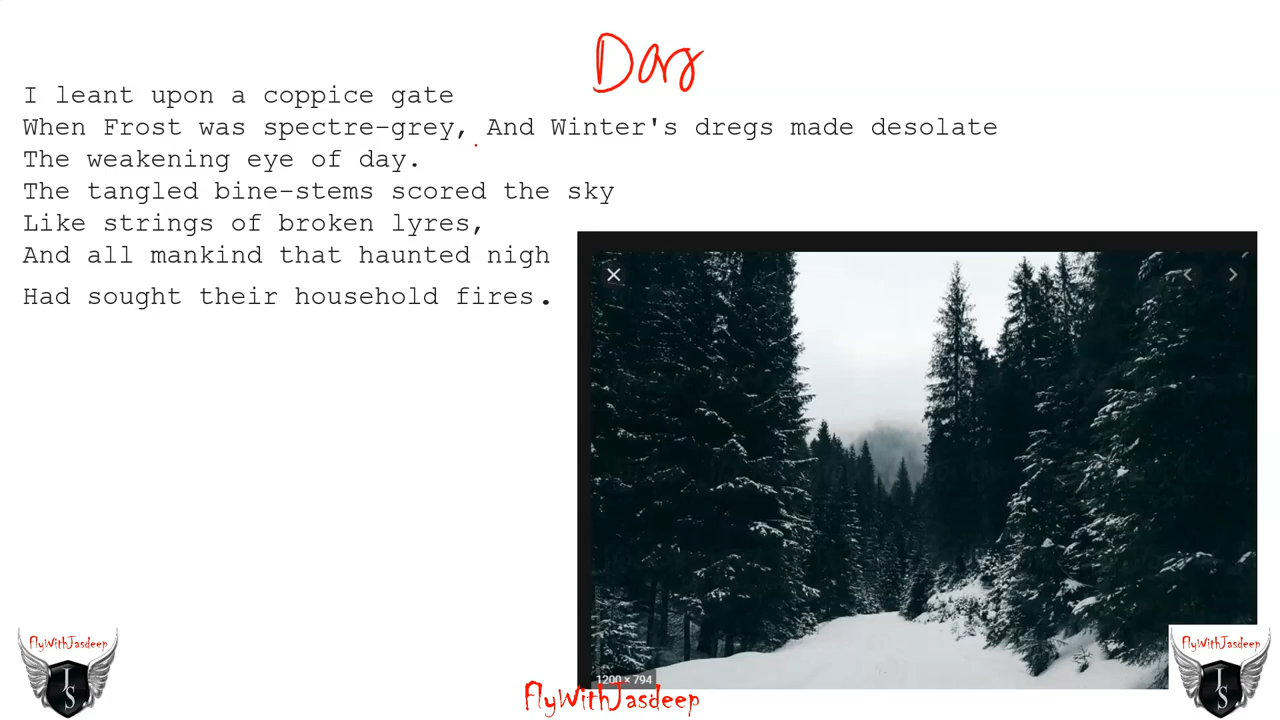 I leant upon a coppice gate
When Frost was spectre-grey, And Winter's dregs made desolate
The weakening eye of day.
The tangled bine-stems scored the sky
Like strings of broken lyres,
And all mankind that haunted nigh
Had sought their household fires.
1200 × 794
FlyWithJasdeep
JS
FlyWithJasdeep
FlyWithJasdeep
JS